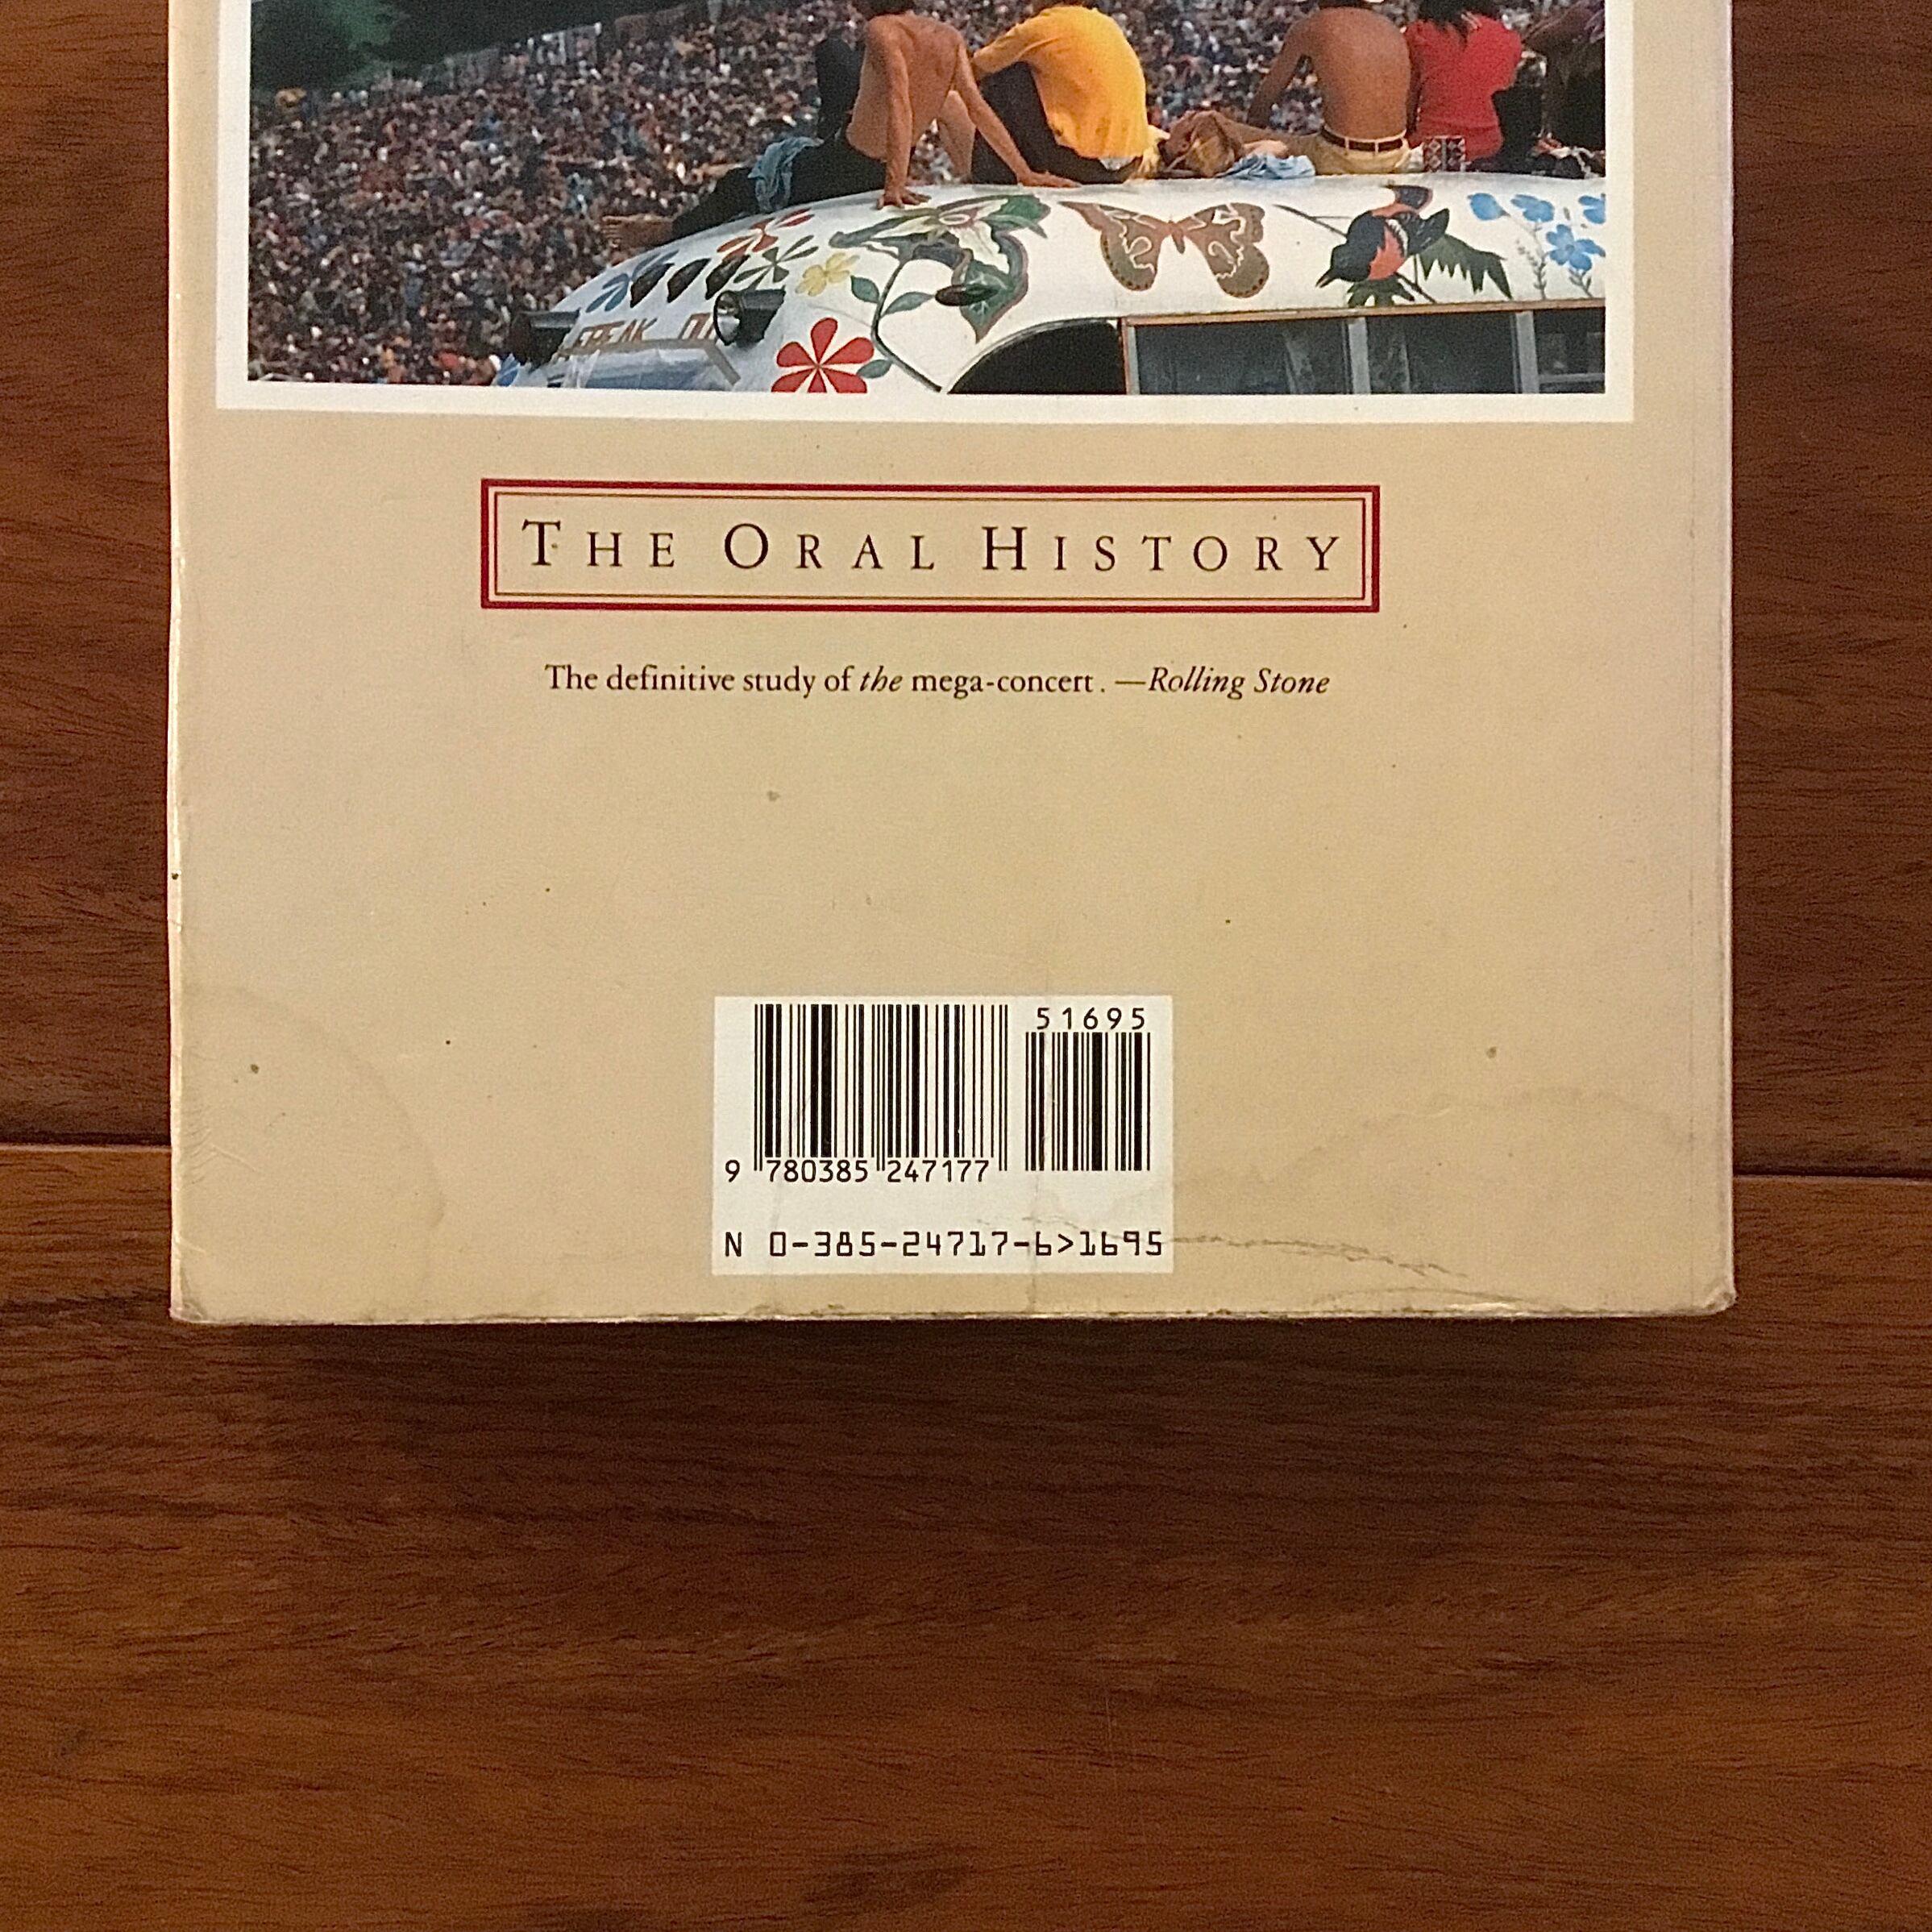 THE ORAL HISTORY
The definitive study of the mega-concert. —Rolling Stone
51695
9 780385 247177
N 0-385-24717-6>1695